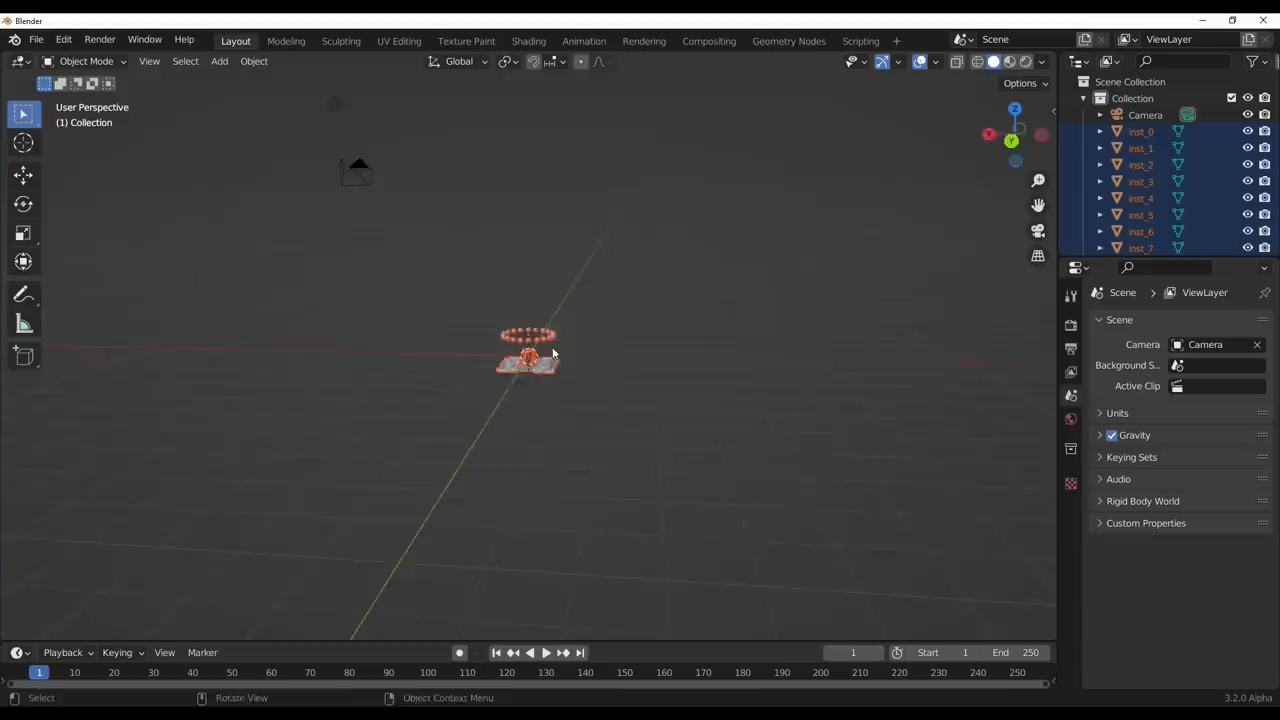 Blender
File Edit Render Window Help
Layout Modeling Sculpting UV Editing Texture Paint Shading Animation Rendering Compositing Geometry Nodes Scripting +
Scene
ViewLayer
Object Mode View Select Add Object
Global
Options
User Perspective
(1) Collection
Z
X
Y
Scene Collection
Collection
Camera
inst_0
inst_1
inst_2
inst_3
inst_4
inst_5
inst_6
inst_7
Scene > ViewLayer
Scene
Camera Camera
Background S...
Active Clip
Units
Gravity
Keying Sets
Audio
Rigid Body World
Custom Properties
Playback Keying View Marker
1
Start 1
End 250
1 10 20 30 40 50 60 70 80 90 100 110 120 130 140 150 160 170 180 190 200 210 220 230 240 250
Select
Rotate View
Object Context Menu
3.2.0 Alpha